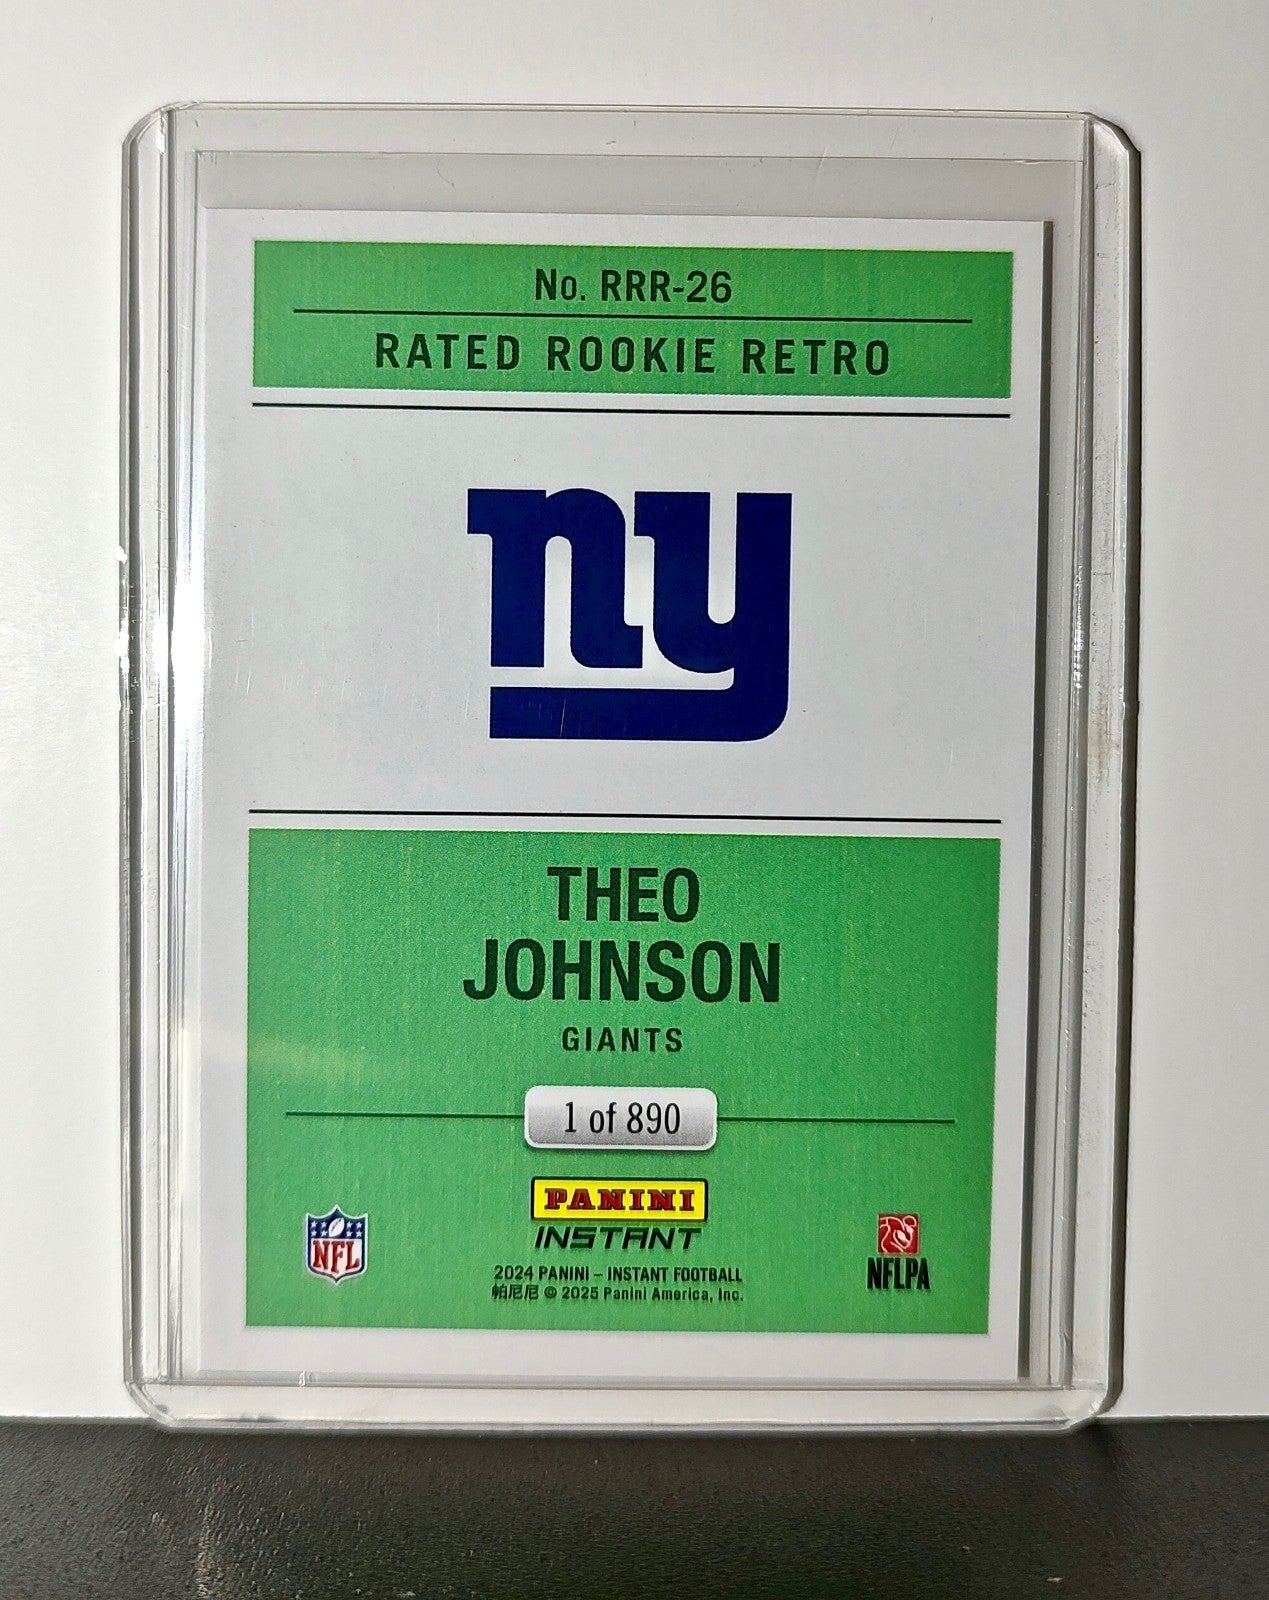 No. RRR-26
RATED ROOKIE RETRO
ny
THEO
JOHNSON
GIANTS
1 of 890
PANINI
INSTANT
NFL
NFLPA
2024 PANINI – INSTANT FOOTBALL
帕尼尼 © 2025 Panini America, Inc.